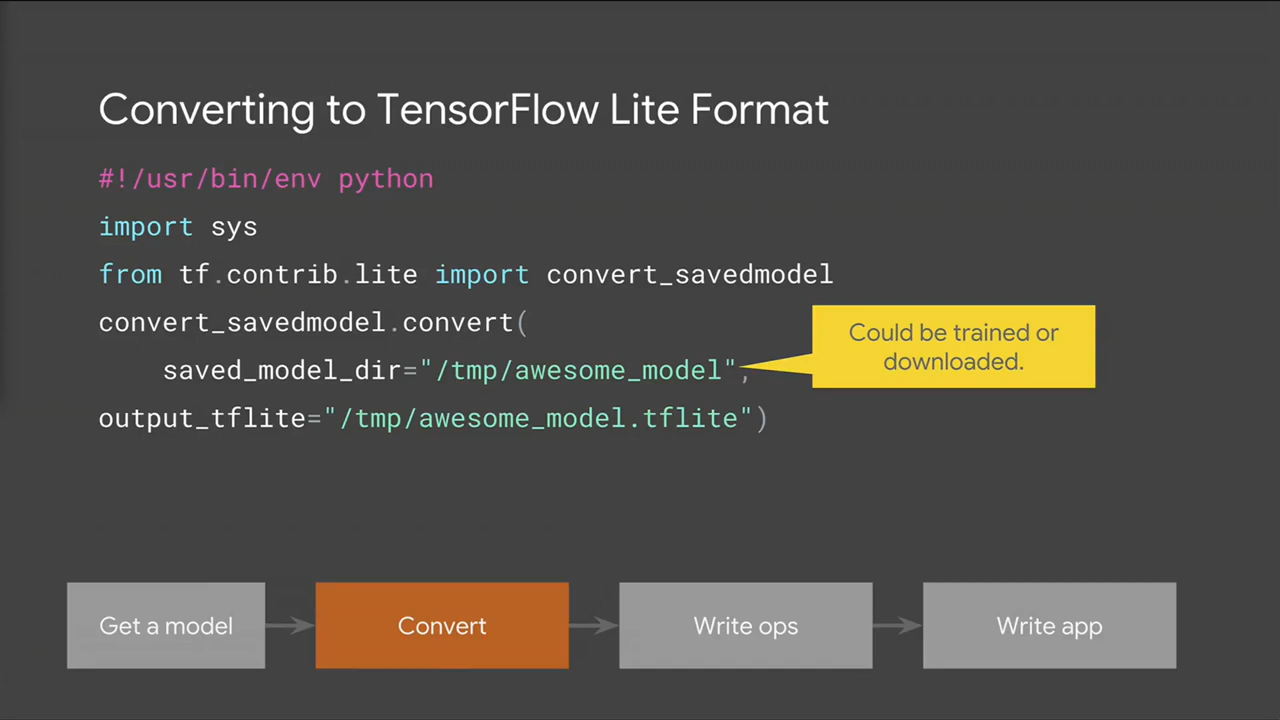 Converting to TensorFlow Lite Format
#!/usr/bin/env python
import sys
from tf.contrib.lite import convert_savedmodel
convert_savedmodel.convert(
    saved_model_dir="/tmp/awesome_model",
output_tflite="/tmp/awesome_model.tflite")
Could be trained or
downloaded.
Get a model
Convert
Write ops
Write app